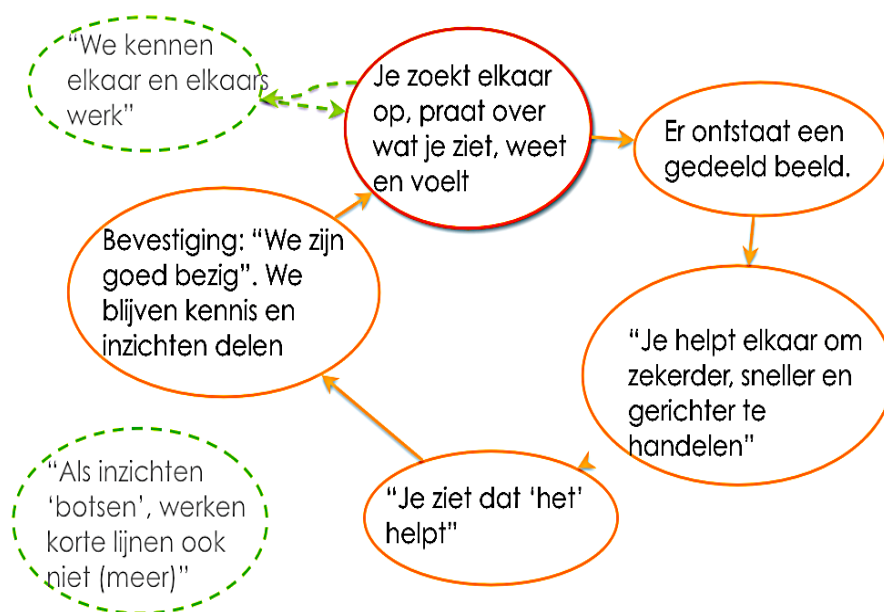 “We kennen
elkaar en elkaars
werk”
Je zoekt elkaar
op, praat over
wat je ziet, weet
en voelt
Er ontstaat een
gedeeld beeld.
“Je helpt elkaar om
zekerder, sneller en
gerichter te
handelen”
“Je ziet dat ‘het’
helpt”
Bevestiging: “We zijn
goed bezig”. We
blijven kennis en
inzichten delen
“Als inzichten
‘botsen’, werken
korte lijnen ook
niet (meer)”